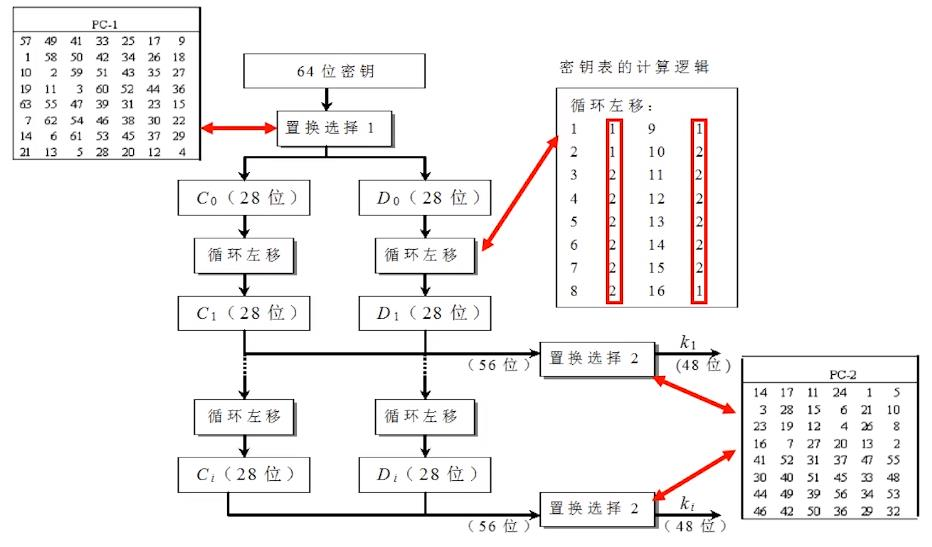 PC-1
57 49 41 33 25 17 9
1 58 50 42 34 26 18
10 2 59 51 43 35 27
19 11 3 60 52 44 36
63 55 47 39 31 23 15
7 62 54 46 38 30 22
14 6 61 53 45 37 29
21 13 5 28 20 12 4
64 位密钥
置换选择 1
C0（28 位） D0（28 位）
循环左移 循环左移
C1（28 位） D1（28 位）
密钥表的计算逻辑
循环左移：
1 1 9 1
2 1 10 2
3 2 11 2
4 2 12 2
5 2 13 2
6 2 14 2
7 2 15 2
8 2 16 1
（56 位） 置换选择 2 k1
(48 位)
循环左移 循环左移
Ci（28 位） Di（28 位）
（56 位） 置换选择 2 ki
（48 位）
PC-2
14 17 11 24 1 5
3 28 15 6 21 10
23 19 12 4 26 8
16 7 27 20 13 2
41 52 31 37 47 55
30 40 51 45 33 48
44 49 39 56 34 53
46 42 50 36 29 32